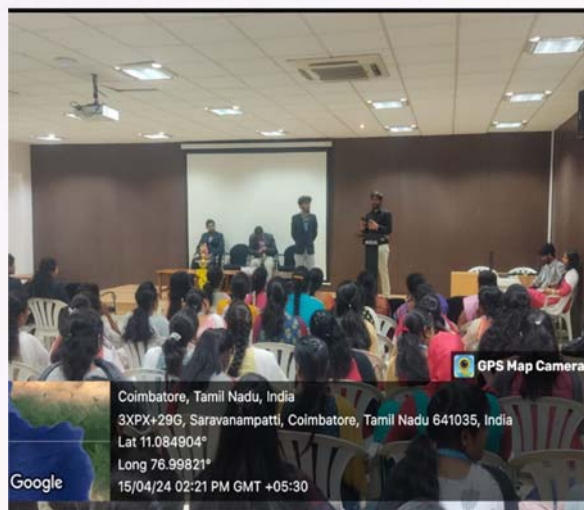 GPS Map Camera
Coimbatore, Tamil Nadu, India
3XPX+29G, Saravanampatti, Coimbatore, Tamil Nadu 641035, India
Lat 11.084904°
Long 76.99821°
15/04/24 02:21 PM GMT +05:30
Google